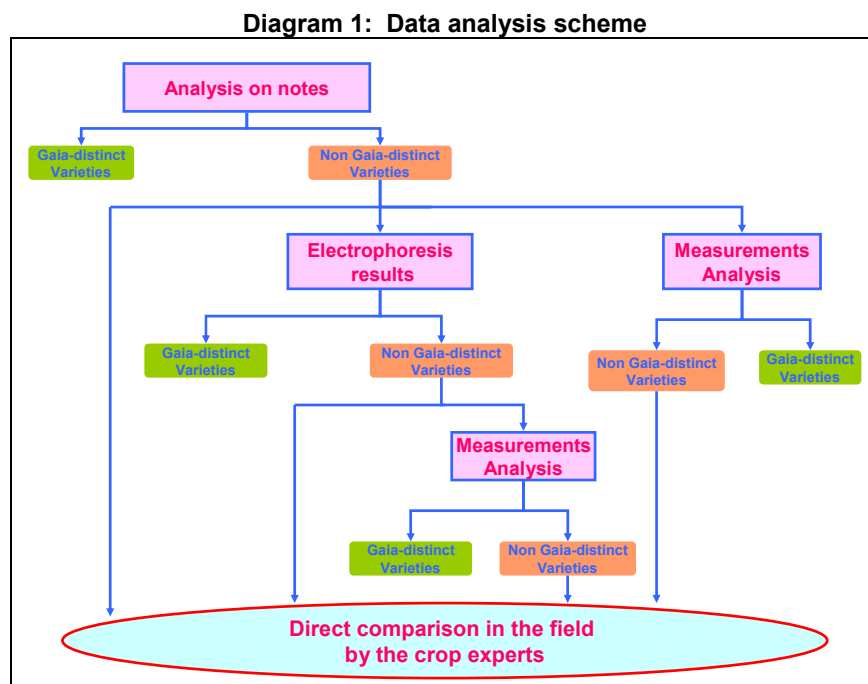 Diagram 1: Data analysis scheme
Analysis on notes
Gaia-distinct
Varieties
Non Gaia-distinct
Varieties
Electrophoresis
results
Measurements
Analysis
Gaia-distinct
Varieties
Non Gaia-distinct
Varieties
Non Gaia-distinct
Varieties
Gaia-distinct
Varieties
Measurements
Analysis
Gaia-distinct
Varieties
Non Gaia-distinct
Varieties
Direct comparison in the field
by the crop experts